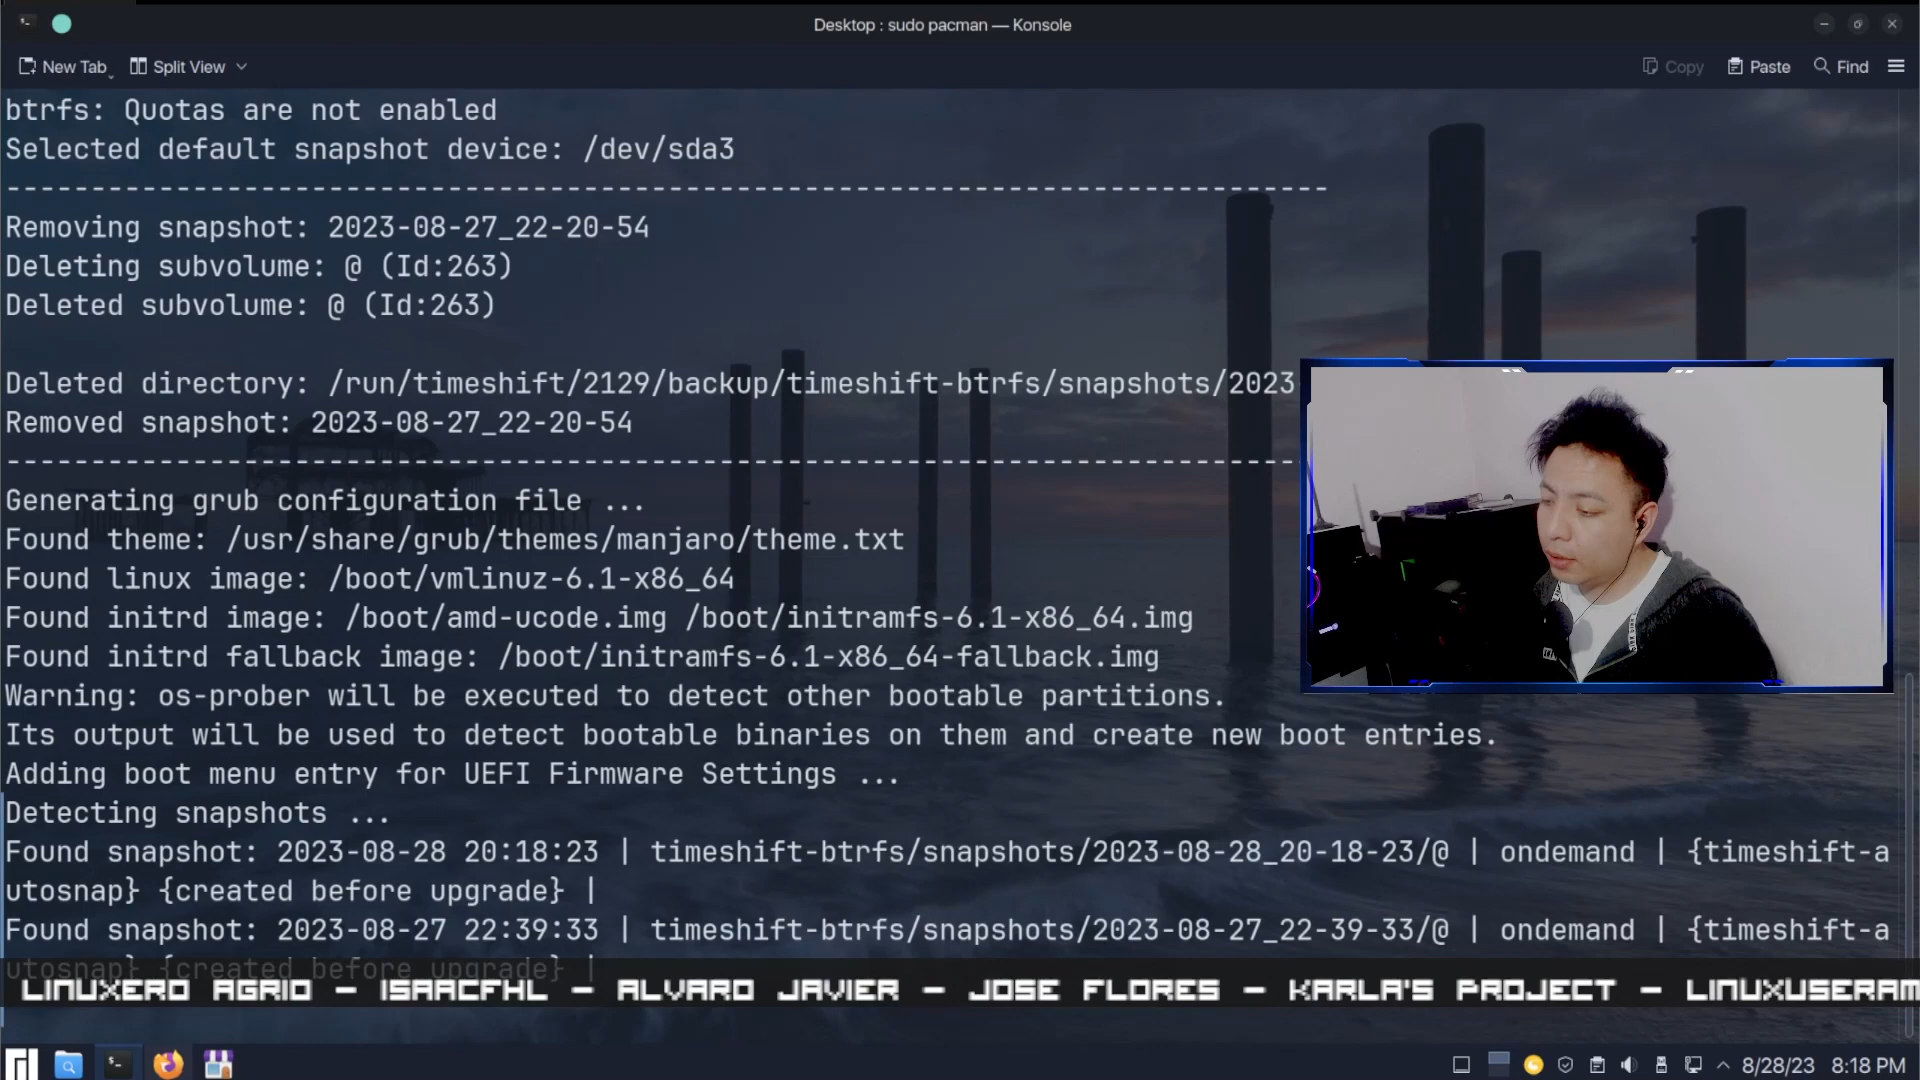 Desktop : sudo pacman — Konsole
New Tab Split View Copy Paste Find
btrfs: Quotas are not enabled
Selected default snapshot device: /dev/sda3
------------------------------------------------------------------------------
Removing snapshot: 2023-08-27_22-20-54
Deleting subvolume: @ (Id:263)
Deleted subvolume: @ (Id:263)
Deleted directory: /run/timeshift/2129/backup/timeshift-btrfs/snapshots/2023
Removed snapshot: 2023-08-27_22-20-54
------------------------------------------------------------------------------
Generating grub configuration file ...
Found theme: /usr/share/grub/themes/manjaro/theme.txt
Found linux image: /boot/vmlinuz-6.1-x86_64
Found initrd image: /boot/amd-ucode.img /boot/initramfs-6.1-x86_64.img
Found initrd fallback image: /boot/initramfs-6.1-x86_64-fallback.img
Warning: os-prober will be executed to detect other bootable partitions.
Its output will be used to detect bootable binaries on them and create new boot entries.
Adding boot menu entry for UEFI Firmware Settings ...
Detecting snapshots ...
Found snapshot: 2023-08-28 20:18:23 | timeshift-btrfs/snapshots/2023-08-28_20-18-23/@ | ondemand | {timeshift-a
utosnap} {created before upgrade} |
Found snapshot: 2023-08-27 22:39:33 | timeshift-btrfs/snapshots/2023-08-27_22-39-33/@ | ondemand | {timeshift-a
utosnap} {created before upgrade} |
LINUXERO AGRIO - ISAACFHL - ALVARO JAVIER - JOSE FLORES - KARLA'S PROJECT - LINUXUSERAM
8/28/23 8:18 PM